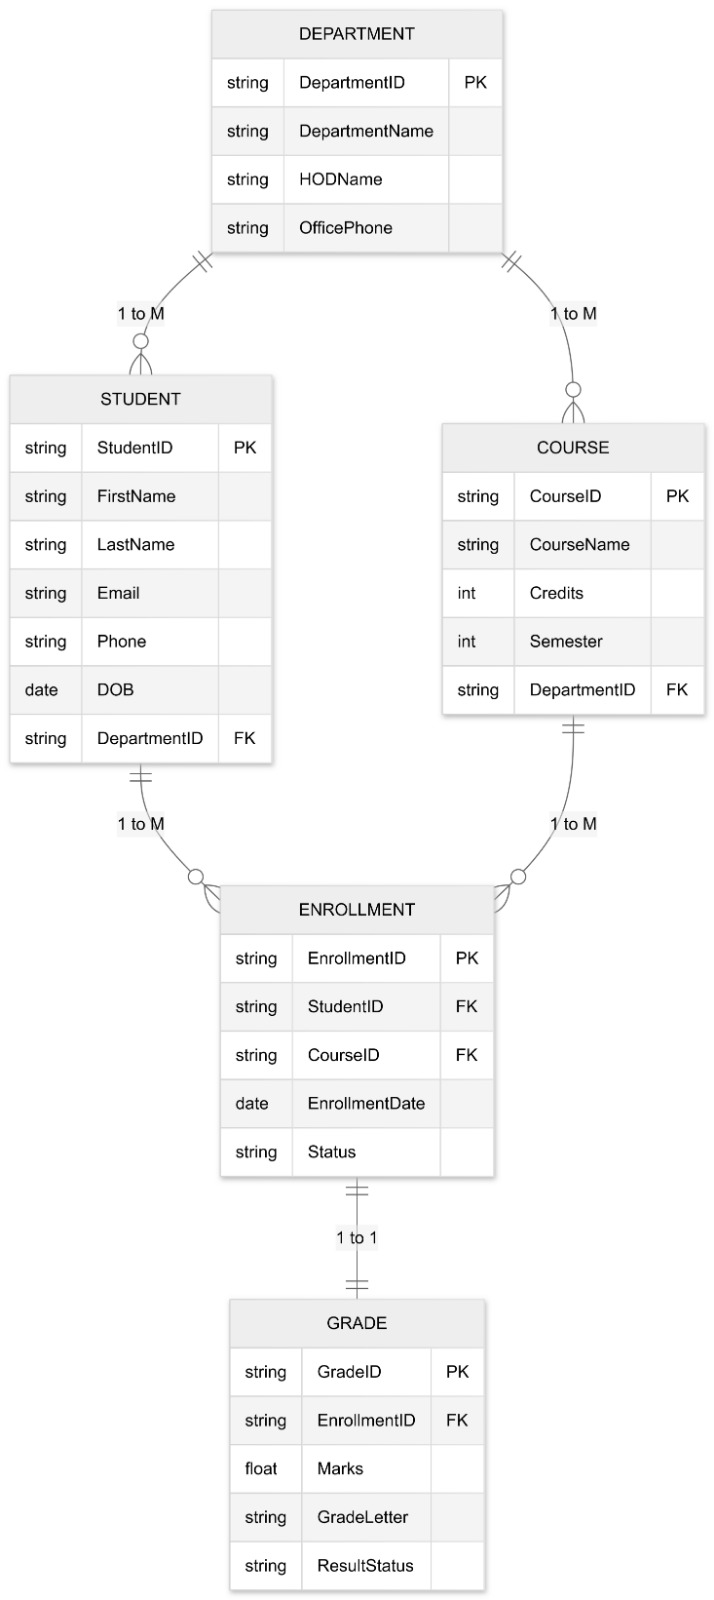 DEPARTMENT
string DepartmentID PK
string DepartmentName
string HODName
string OfficePhone
1 to M
1 to M
STUDENT
string StudentID PK
string FirstName
string LastName
string Email
string Phone
date DOB
string DepartmentID FK
COURSE
string CourseID PK
string CourseName
int Credits
int Semester
string DepartmentID FK
1 to M
1 to M
ENROLLMENT
string EnrollmentID PK
string StudentID FK
string CourseID FK
date EnrollmentDate
string Status
1 to 1
GRADE
string GradeID PK
string EnrollmentID FK
float Marks
string GradeLetter
string ResultStatus